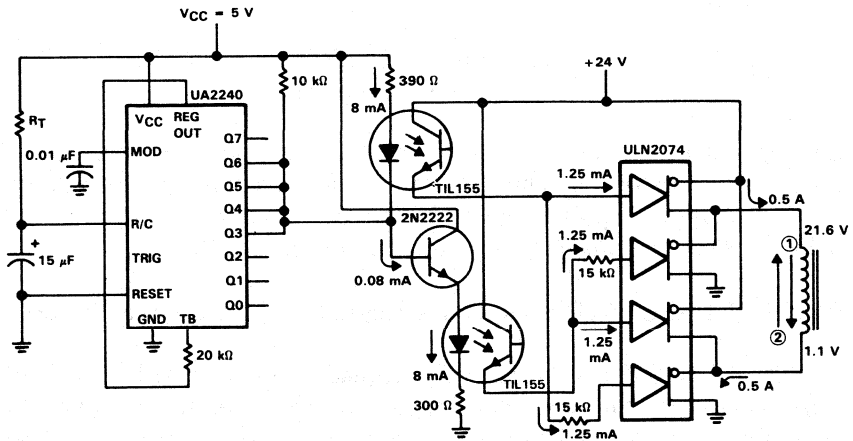 VCC = 5 V
+24 V
10 kΩ
390 Ω
8 mA
UA2240
RT
VCC
REG
OUT
0.01 μF
MOD
Q7
Q6
Q5
Q4
Q3
Q2
Q1
Q0
R/C
+
15 μF
TRIG
RESET
GND
TB
20 kΩ
TIL155
2N2222
0.08 mA
8 mA
300 Ω
TIL155
ULN2074
1.25 mA
1.25 mA
15 kΩ
1.25
mA
15 kΩ
1.25 mA
0.5 A
21.6 V
①
②
1.1 V
0.5 A